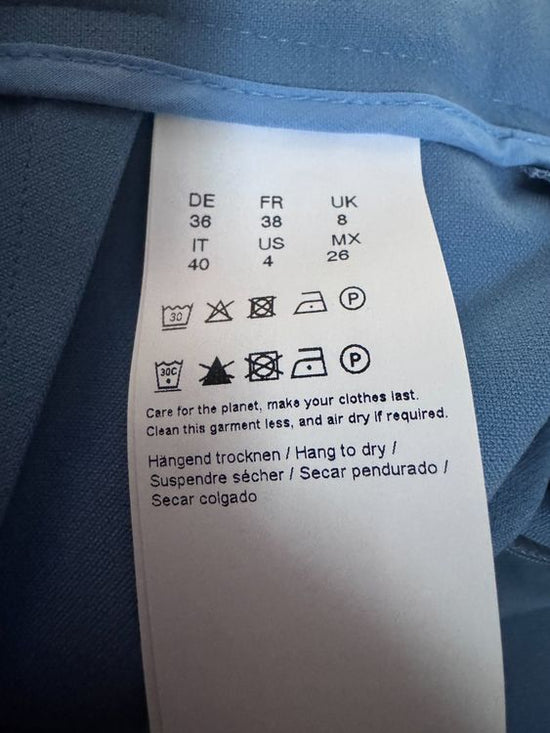 DE FR UK
36 38 8
IT US MX
40 4 26
30 P
30C P
Care for the planet, make your clothes last.
Clean this garment less, and air dry if required.
Hängend trocknen / Hang to dry /
Suspendre sécher / Secar pendurado /
Secar colgado